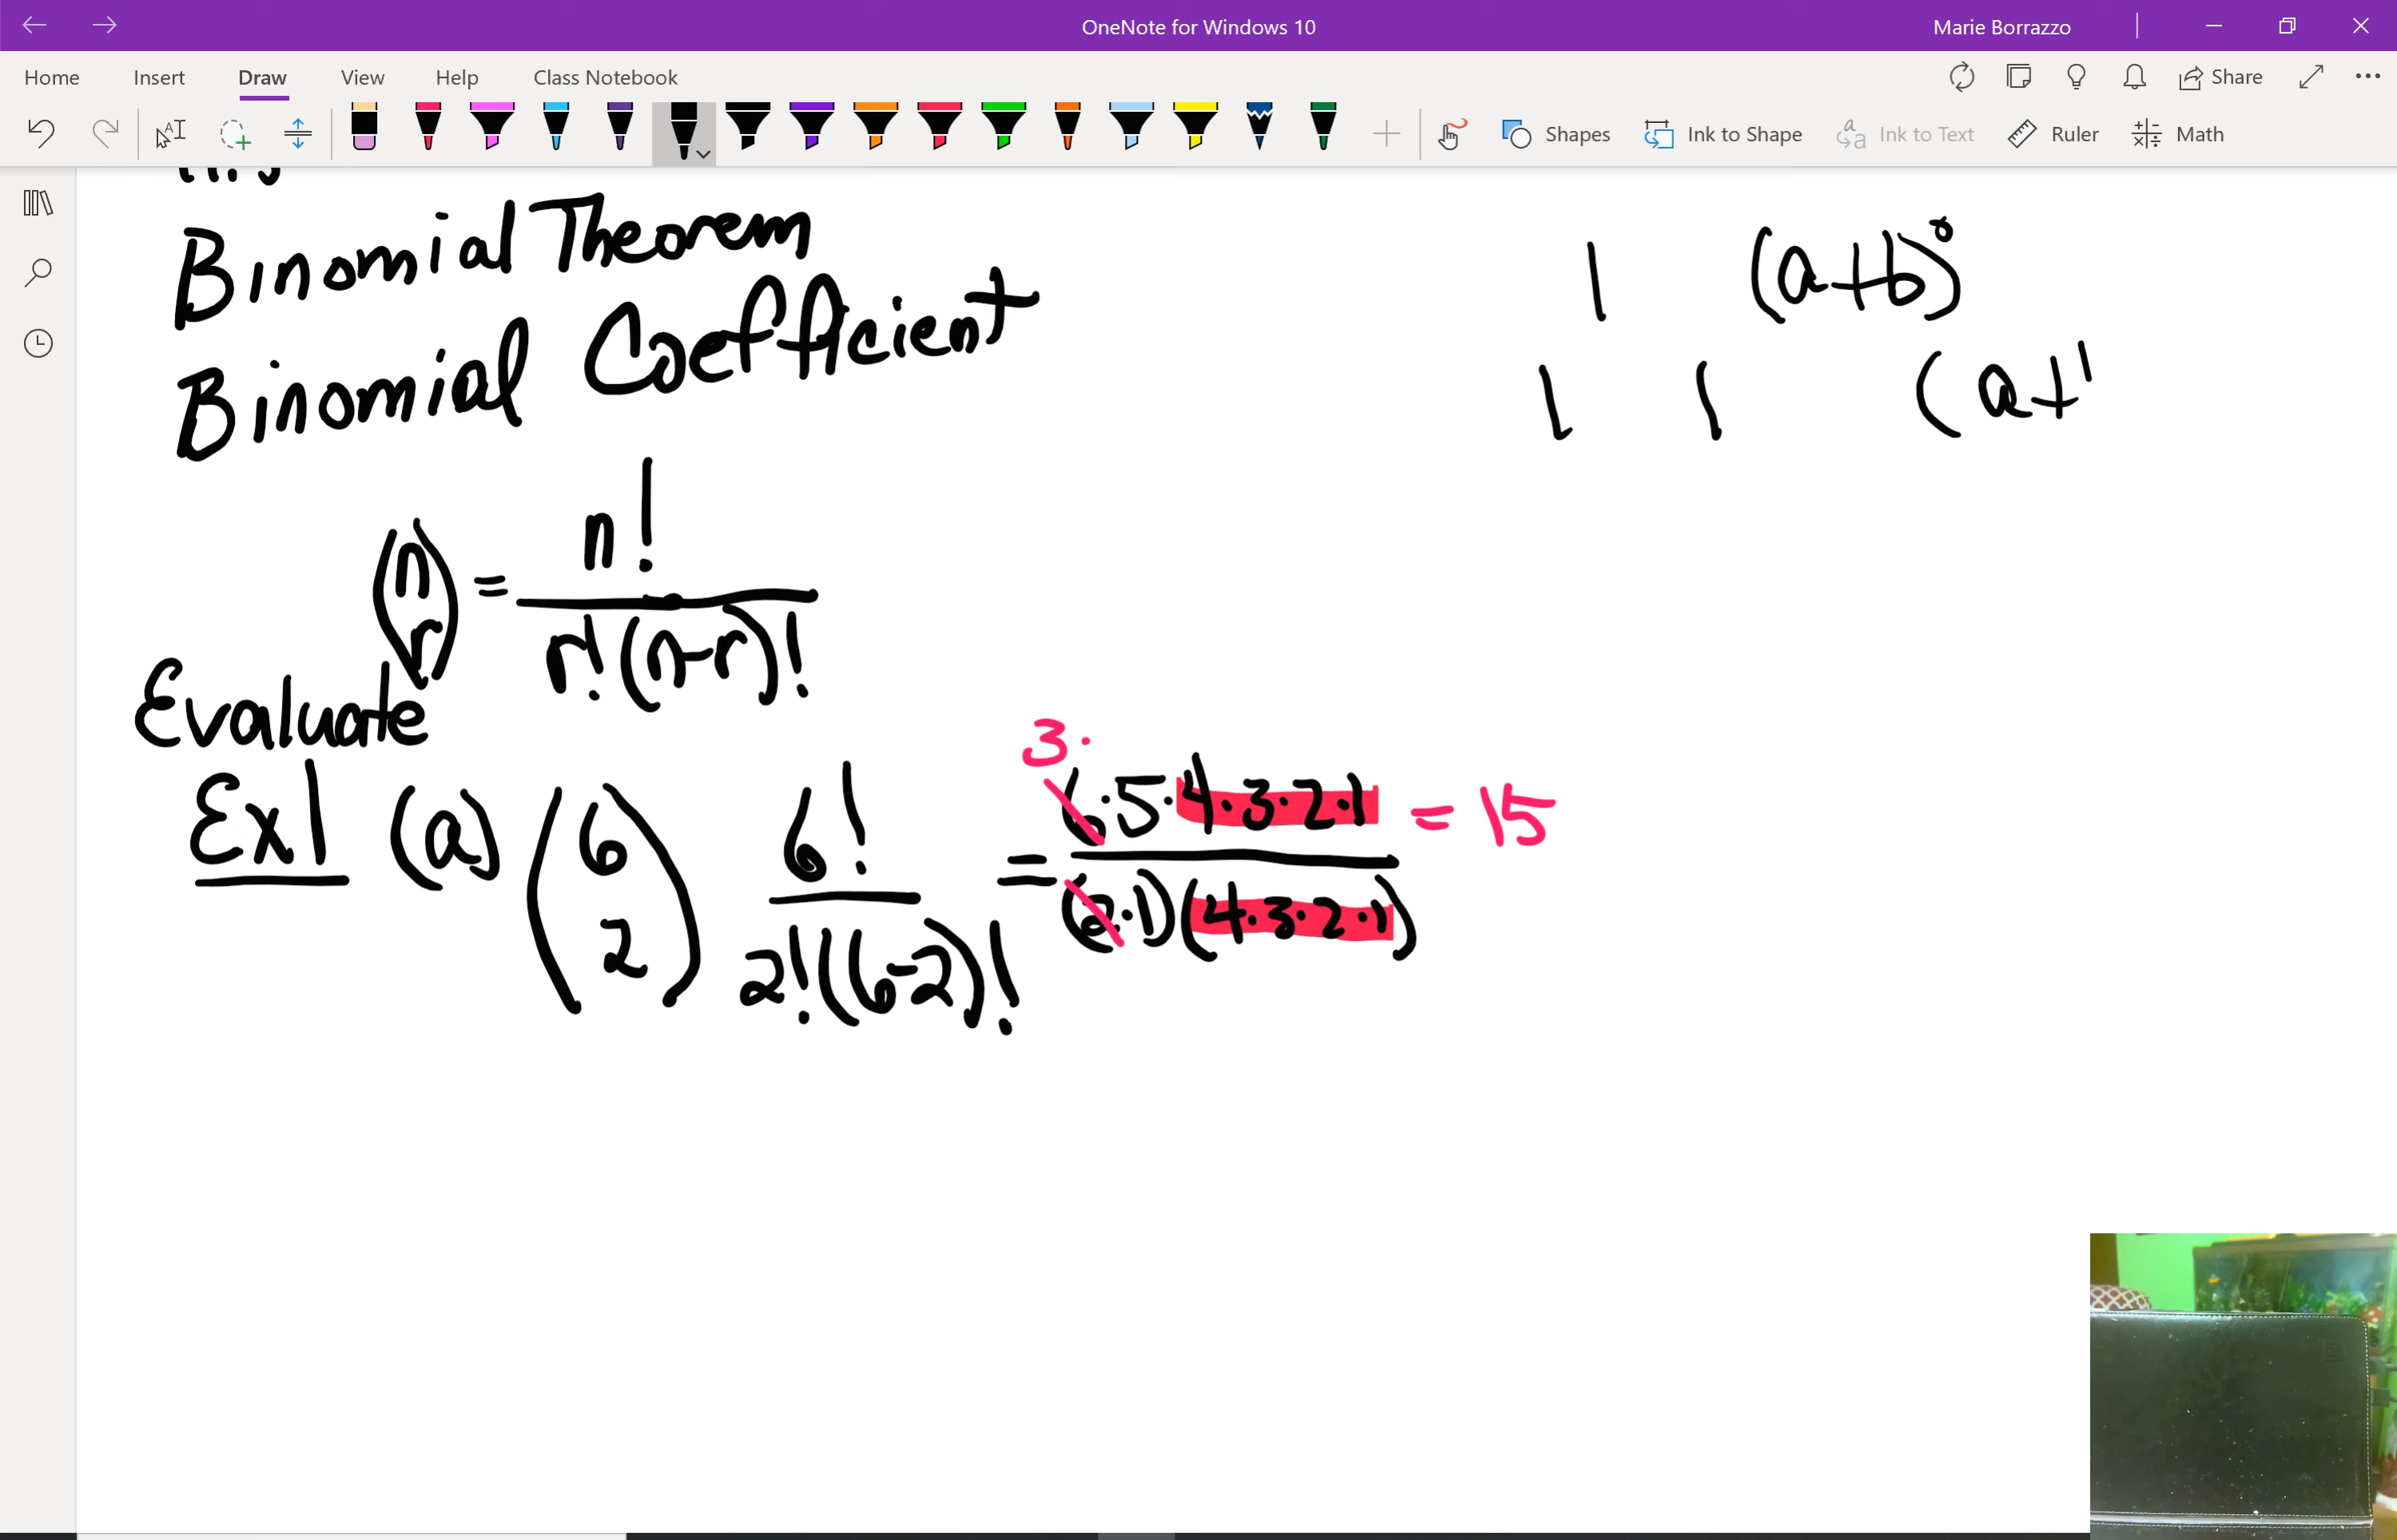 OneNote for Windows 10
Marie Borrazzo
Home Insert Draw View Help Class Notebook Share
Shapes Ink to Shape Ink to Text Ruler Math
Binomial Theorem
Binomial Coefficient
1 (a+b)⁰
1 1 (a+
(n r) = n! / r!(n-r)!
Evaluate
Ex 1 (a) (6 2) 6! / 2!(6-2)! = 6·5·4·3·2·1 / (2·1)(4·3·2·1) = 15
3·